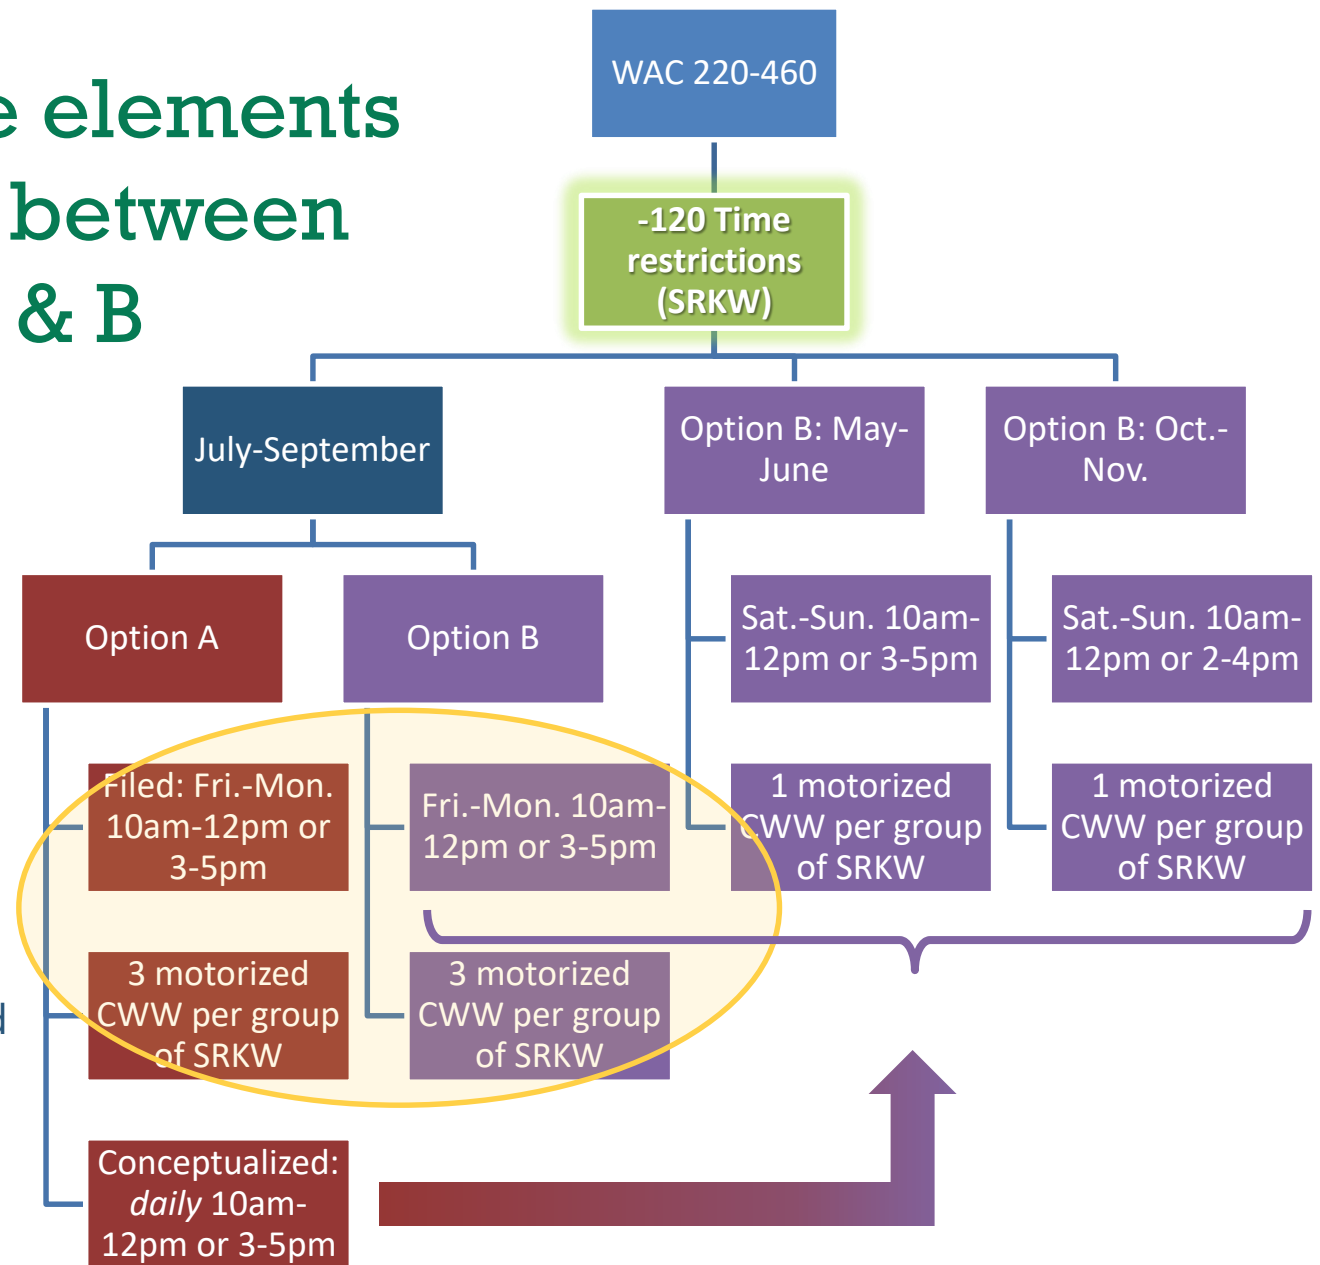 e elements
between
& B
WAC 220-460
-120 Time
restrictions
(SRKW)
July-September
Option B: May-
June
Option B: Oct.-
Nov.
Option A
Option B
Sat.-Sun. 10am-
12pm or 3-5pm
Sat.-Sun. 10am-
12pm or 2-4pm
Filed: Fri.-Mon.
10am-12pm or
3-5pm
Fri.-Mon. 10am-
12pm or 3-5pm
1 motorized
CWW per group
of SRKW
1 motorized
CWW per group
of SRKW
3 motorized
CWW per group
of SRKW
3 motorized
CWW per group
of SRKW
d
Conceptualized:
daily 10am-
12pm or 3-5pm